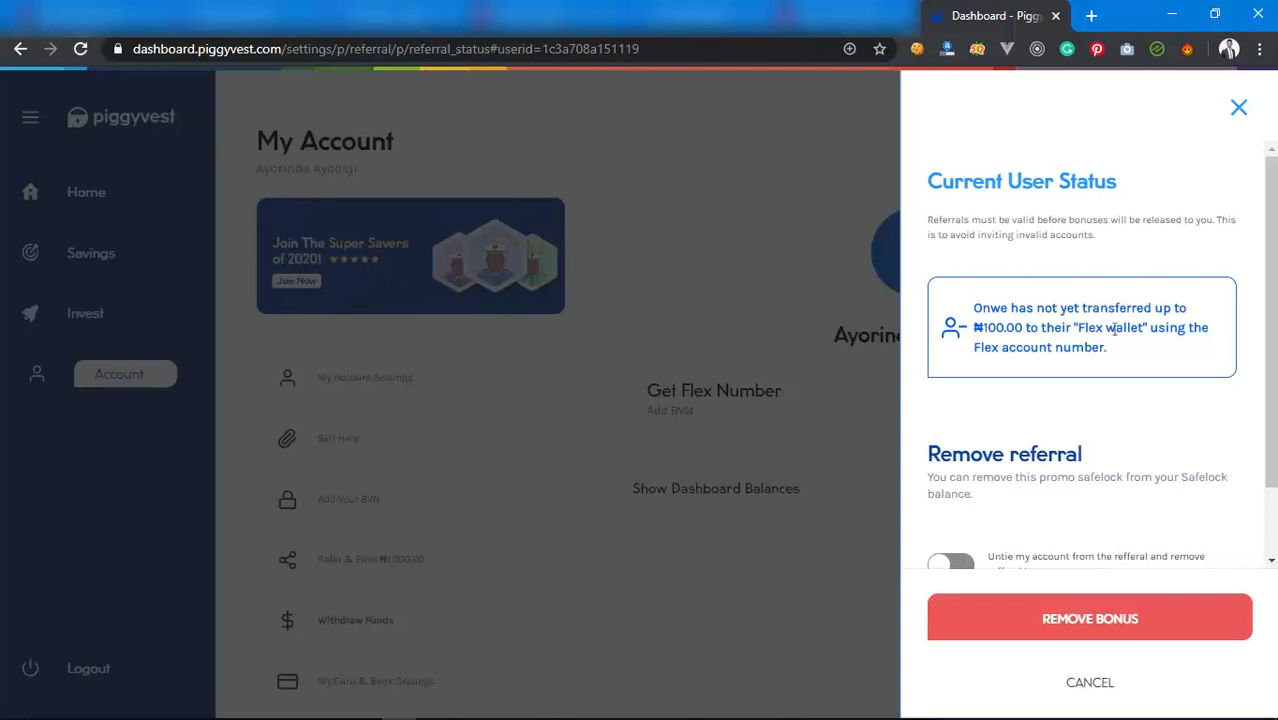 Dashboard - Piggy
dashboard.piggyvest.com/settings/p/referral/p/referral_status#userid=1c3a708a151119
piggyvest
Home
Savings
Invest
Account
Logout
My Account
Ayorinde Ayodeji
Join The Super Savers
of 2020!
Join Now
Ayorin
My Account Settings
Self Help
Add Your BVN
Refer & Earn ₦1,000.00
Withdraw Funds
My Card & Bank Settings
Get Flex Number
Add BVN
Show Dashboard Balances
Current User Status
Referrals must be valid before bonuses will be released to you. This
is to avoid inviting invalid accounts.
Onwe has not yet transferred up to
₦100.00 to their "Flex wallet" using the
Flex account number.
Remove referral
You can remove this promo safelock from your Safelock
balance.
Untie my account from the refferal and remove
REMOVE BONUS
CANCEL